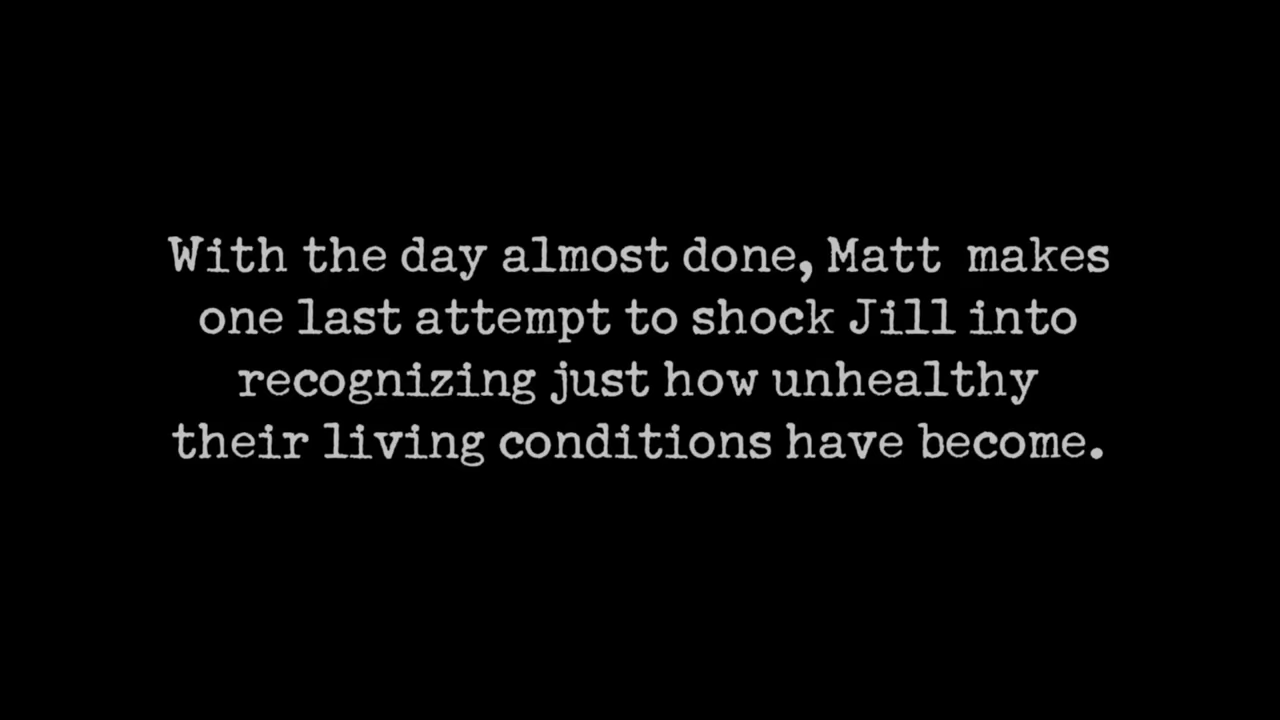 With the day almost done, Matt  makes
one last attempt to shock Jill into
recognizing just how unhealthy
their living conditions have become.